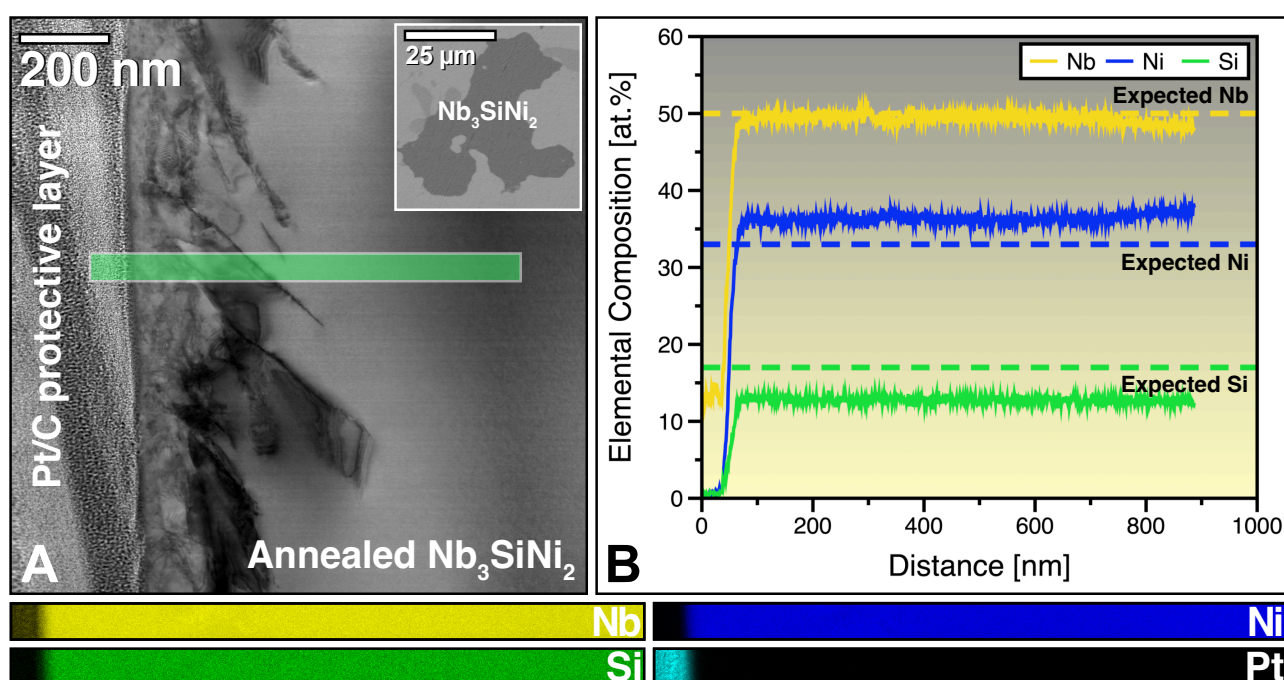 200 nm
Pt/C protective layer
25 µm
Nb₃SiNi₂
A
Annealed Nb₃SiNi₂
60
50
40
30
20
10
0
Elemental Composition [at.%]
Nb Ni Si
Expected Nb
Expected Ni
Expected Si
0 200 400 600 800 1000
Distance [nm]
B
Nb
Ni
Si
Pt